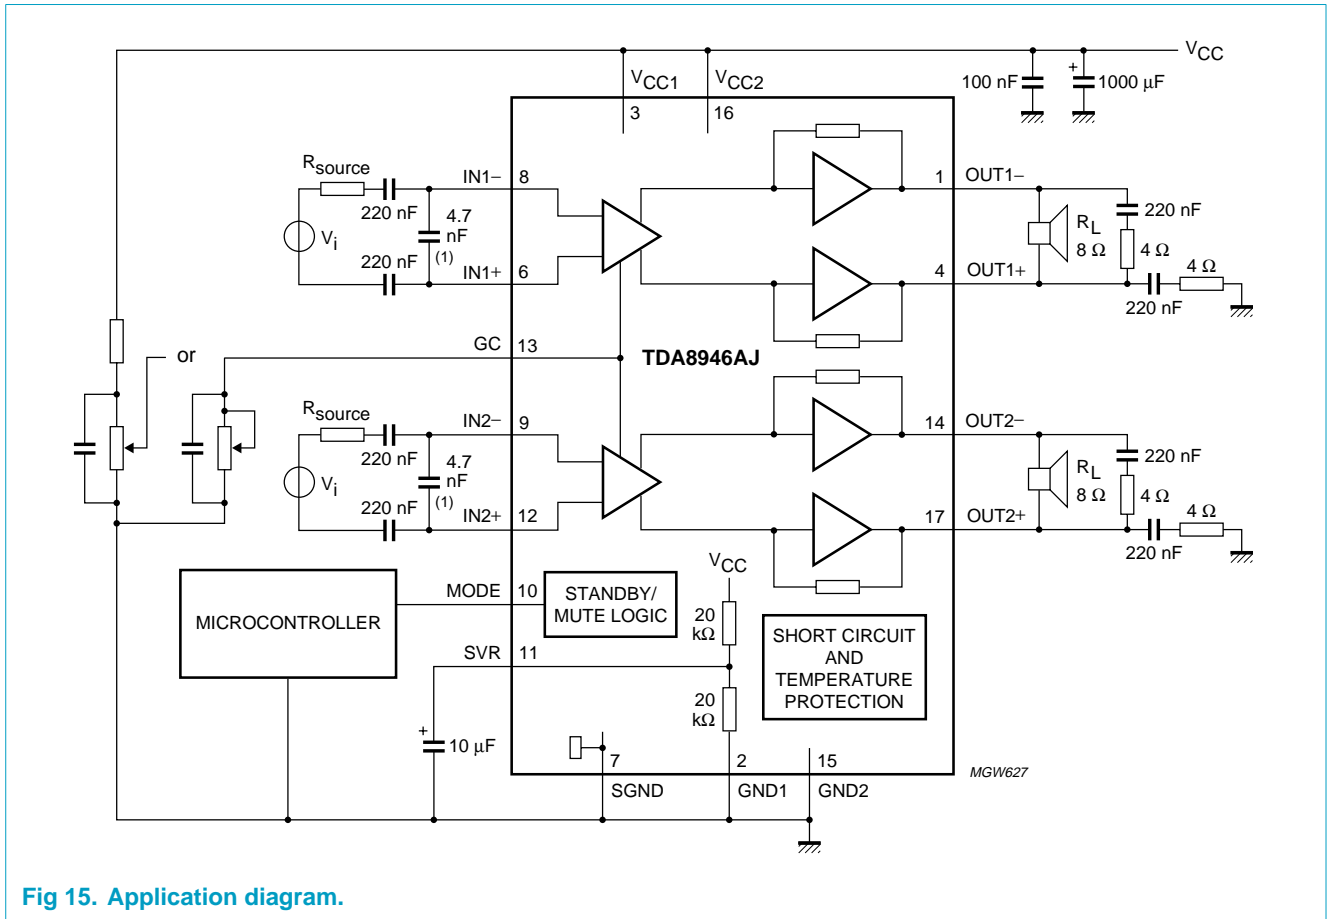 VCC
VCC1
VCC2
100 nF
+
1000 μF
3
16
Rsource
IN1−
8
1
OUT1−
220 nF
4.7
nF
(1)
Vi
220 nF
IN1+
6
4
OUT1+
RL
8 Ω
220 nF
4 Ω
4 Ω
220 nF
or
GC
13
TDA8946AJ
Rsource
IN2−
9
14
OUT2−
220 nF
4.7
nF
(1)
Vi
220 nF
IN2+
12
17
OUT2+
RL
8 Ω
220 nF
4 Ω
4 Ω
220 nF
MICROCONTROLLER
MODE
10
STANDBY/
MUTE LOGIC
VCC
20
kΩ
SVR
11
20
kΩ
SHORT CIRCUIT
AND
TEMPERATURE
PROTECTION
+
10 μF
7
2
15
SGND
GND1
GND2
MGW627
Fig 15. Application diagram.